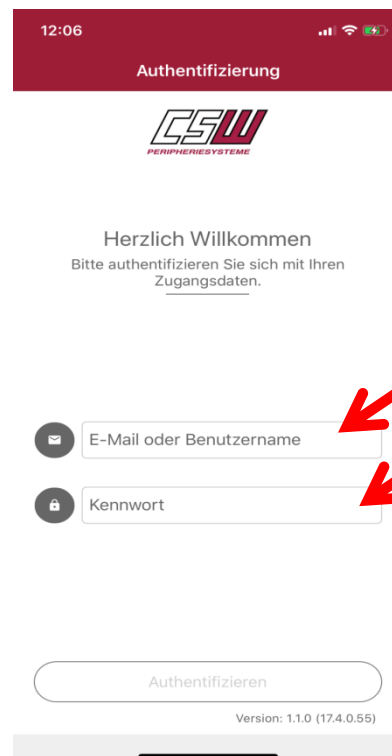 12:06
Authentifizierung
CSW
PERIPHERIESYSTEME
Herzlich Willkommen
Bitte authentifizieren Sie sich mit Ihren
Zugangsdaten.
E-Mail oder Benutzername
Kennwort
Authentifizieren
Version: 1.1.0 (17.4.0.55)